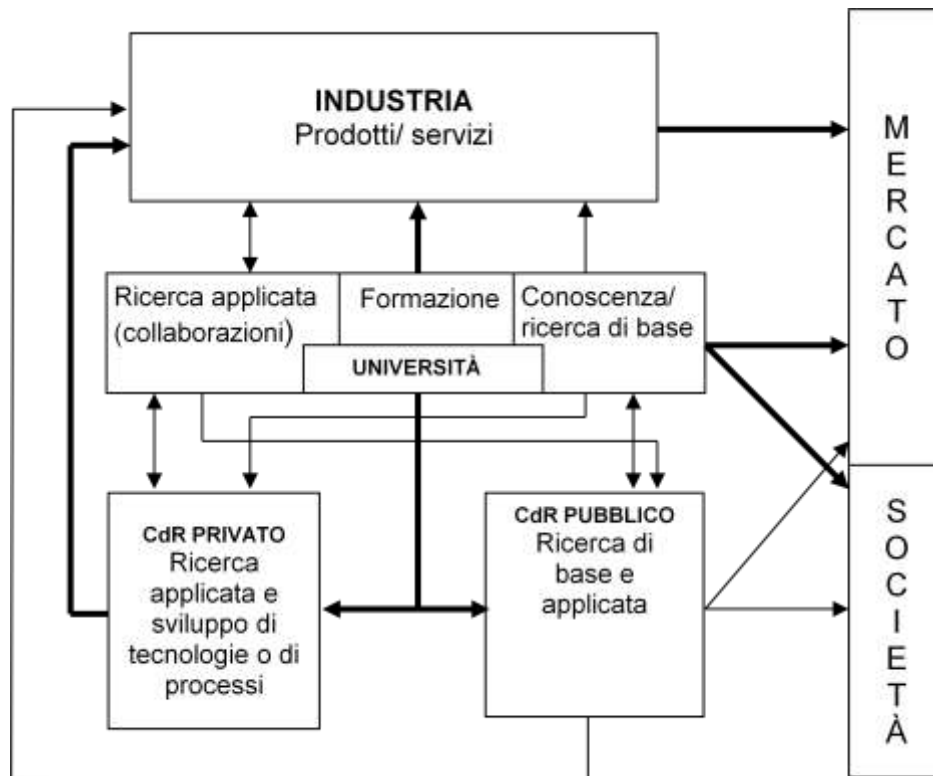 INDUSTRIA
Prodotti/ servizi
Ricerca applicata
(collaborazioni)
Formazione
Conoscenza/
ricerca di base
UNIVERSITÀ
CdR PRIVATO
Ricerca
applicata e
sviluppo di
tecnologie o di
processi
CdR PUBBLICO
Ricerca di
base e
applicata
M
E
R
C
A
T
O
S
O
C
I
E
T
À